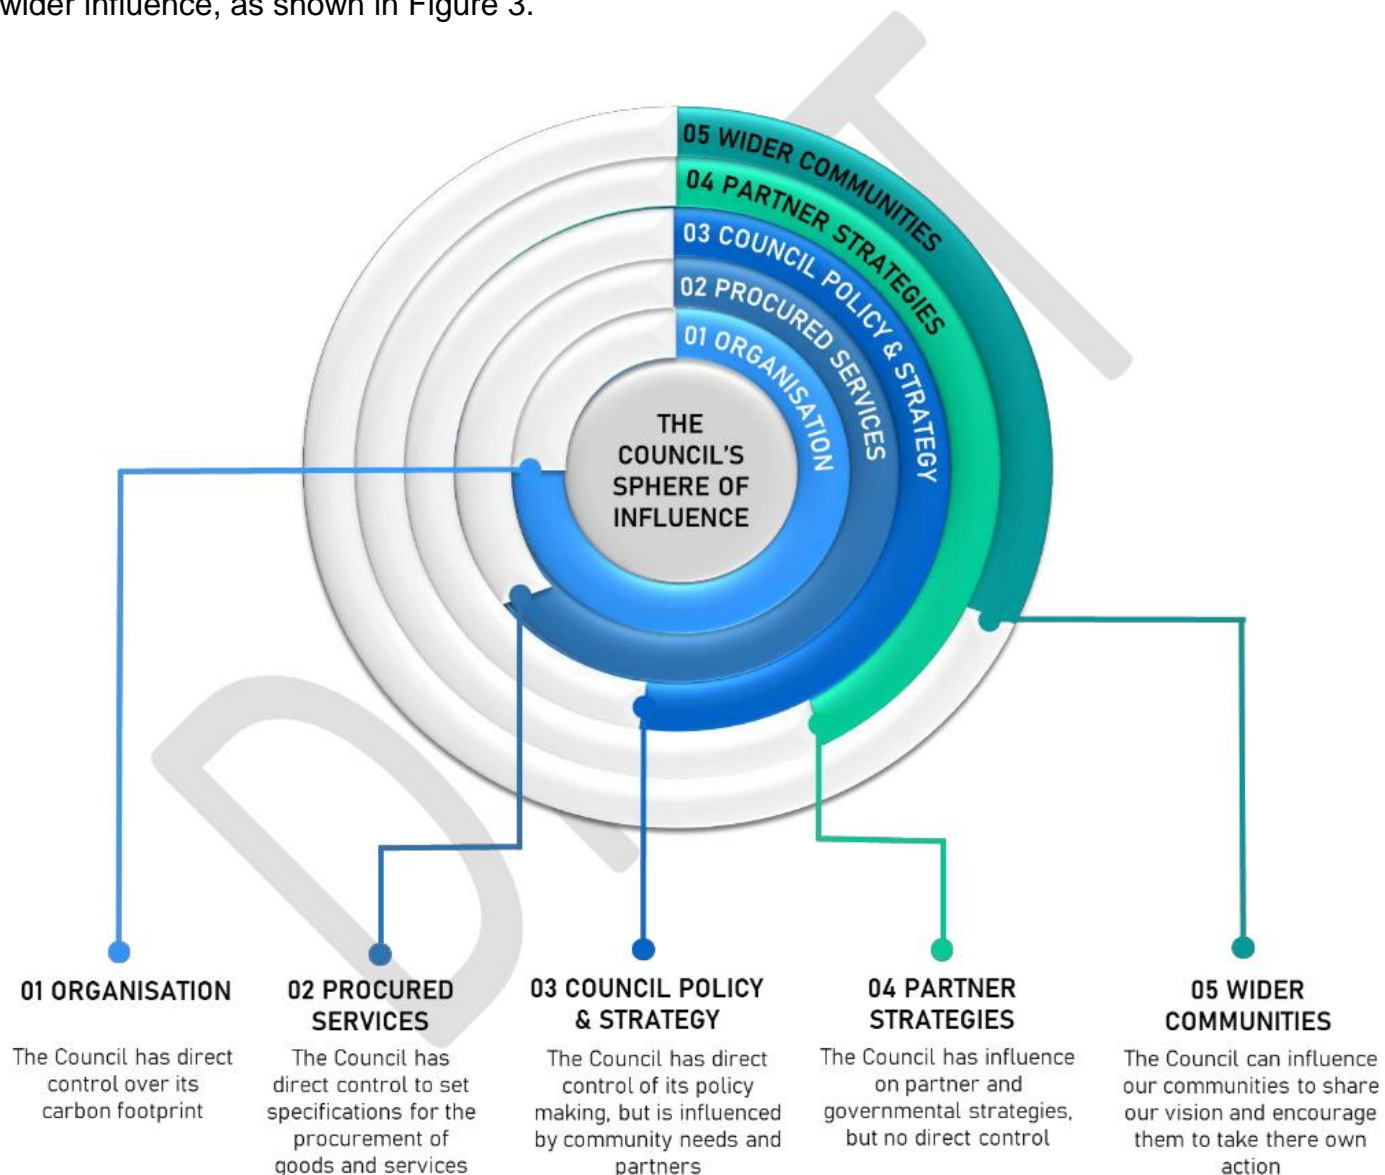 wider influence, as shown in Figure 3.
05 WIDER COMMUNITIES
04 PARTNER STRATEGIES
03 COUNCIL POLICY & STRATEGY
02 PROCURED SERVICES
01 ORGANISATION
THE
COUNCIL'S
SPHERE OF
INFLUENCE
DRAFT
01 ORGANISATION
The Council has direct
control over its
carbon footprint
02 PROCURED
SERVICES
The Council has
direct control to set
specifications for the
procurement of
goods and services
03 COUNCIL POLICY
& STRATEGY
The Council has direct
control of its policy
making, but is influenced
by community needs and
partners
04 PARTNER
STRATEGIES
The Council has influence
on partner and
governmental strategies,
but no direct control
05 WIDER
COMMUNITIES
The Council can influence
our communities to share
our vision and encourage
them to take there own
action